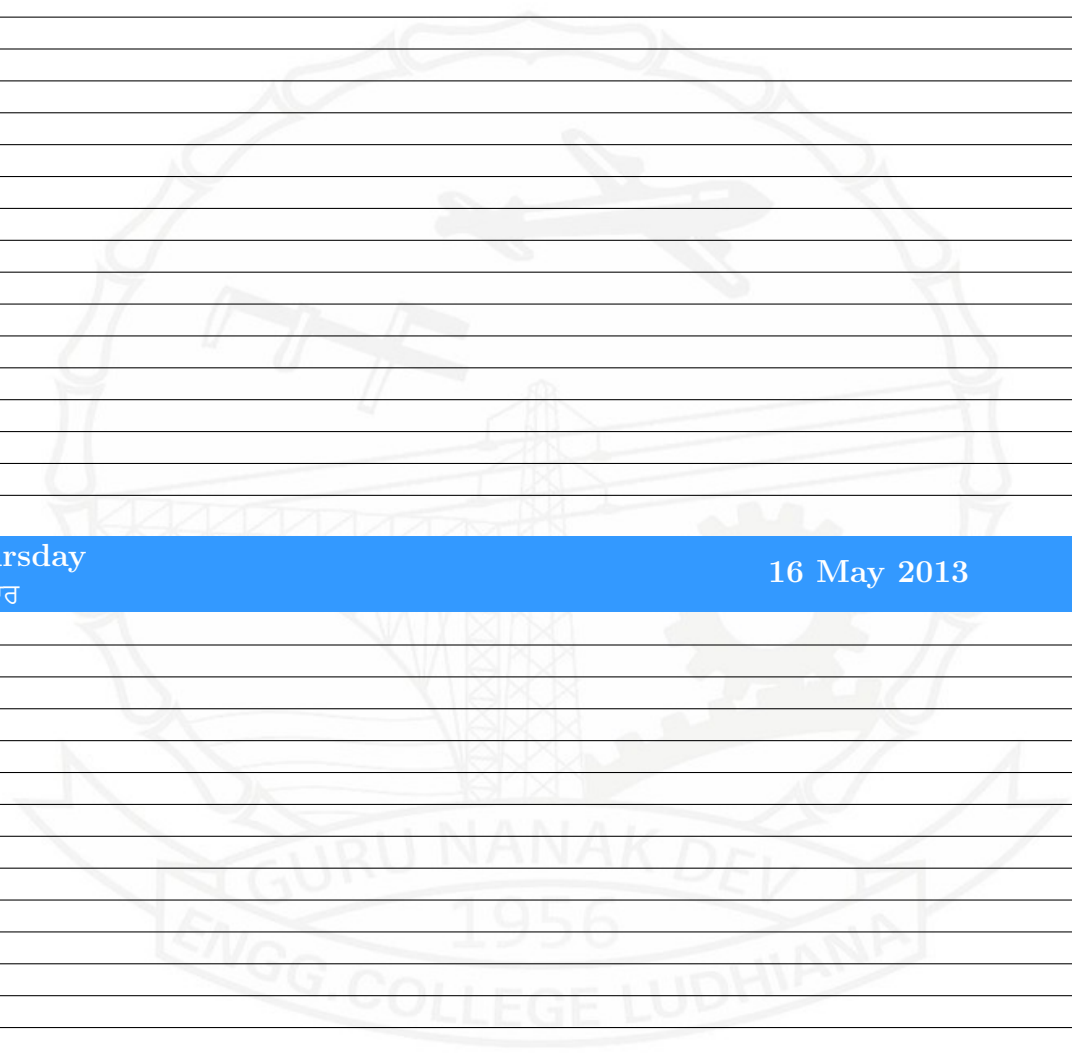 rsday
ਾਰ
16 May 2013
GURU NANAK DEV
1956
ENGG.COLLEGE LUDHIANA